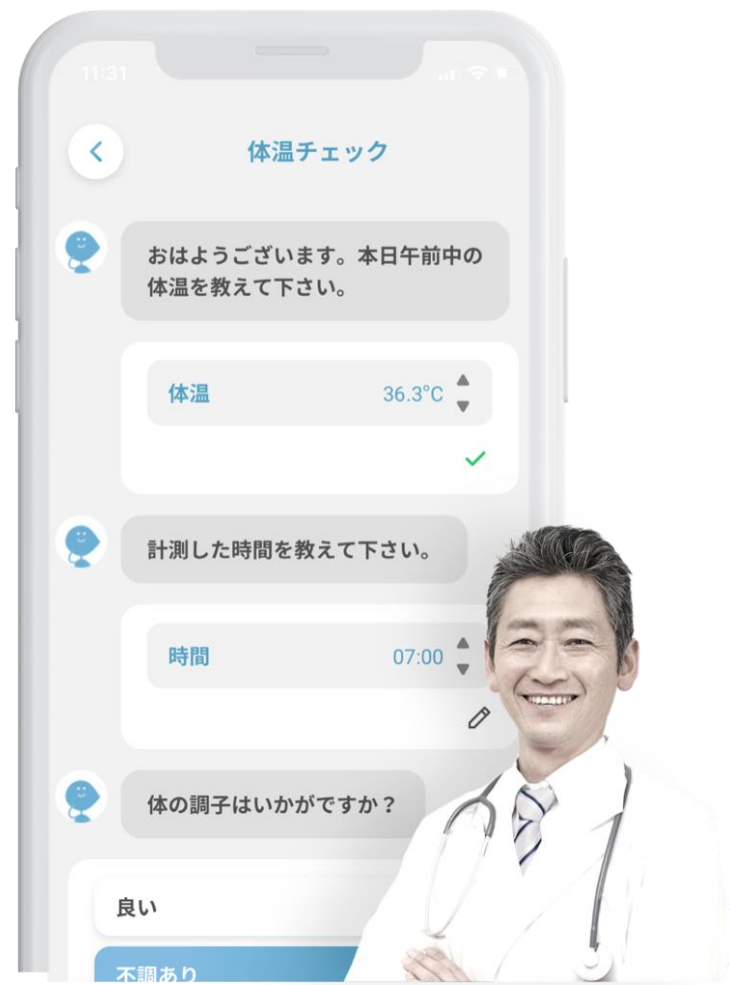 11:31
体温チェック
おはようございます。本日午前中の
体温を教えて下さい。
体温 36.3°C
計測した時間を教えて下さい。
時間 07:00
体の調子はいかがですか？
良い
不調あり